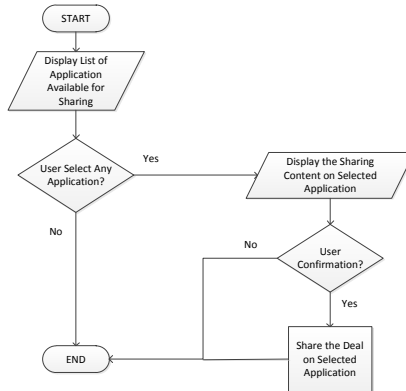 START
Display List of
Application
Available for
Sharing
User Select Any
Application?
Yes
Display the Sharing
Content on Selected
Application
No
No
User
Confirmation?
Yes
Share the Deal
on Selected
Application
END